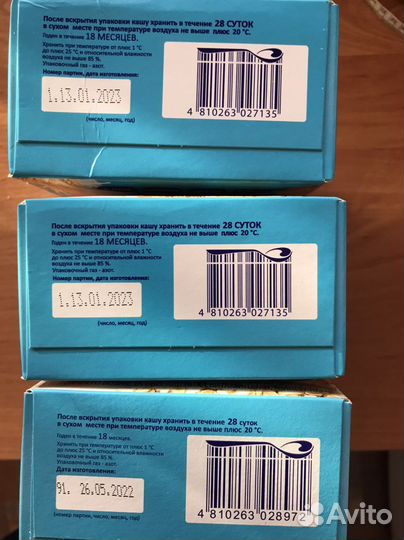 После вскрытия упаковки кашу хранить в течение 28 СУТОК
в сухом месте при температуре воздуха не выше плюс 20 °С.
Годен в течение 18 МЕСЯЦЕВ.
Хранить при температуре от плюс 1 °С
до плюс 25 °С и относительной влажности
воздуха не выше 85 %.
Упаковочный газ - азот.
Номер партии, дата изготовления:
1.13.01.2023
(число, месяц, год)
4 810263 027135
После вскрытия упаковки кашу хранить в течение 28 СУТОК
в сухом месте при температуре воздуха не выше плюс 20 °С.
Годен в течение 18 МЕСЯЦЕВ.
Хранить при температуре от плюс 1 °С
до плюс 25 °С и относительной влажности
воздуха не выше 85 %.
Упаковочный газ - азот.
Номер партии, дата изготовления:
1.13.01.2023
(число, месяц, год)
4 810263 027135
После вскрытия упаковки кашу хранить в течение 28 суток
в сухом месте при температуре воздуха не выше плюс 20 °С.
Годен в течение 18 месяцев.
Хранить при температуре от плюс 1 °С
до плюс 25 °С и относительной влажности
воздуха не выше 85 %.
Упаковочный газ - азот.
Дата изготовления:
91. 26.05.2022
(номер партии, число, месяц, год)
4 810263 028972
Avito